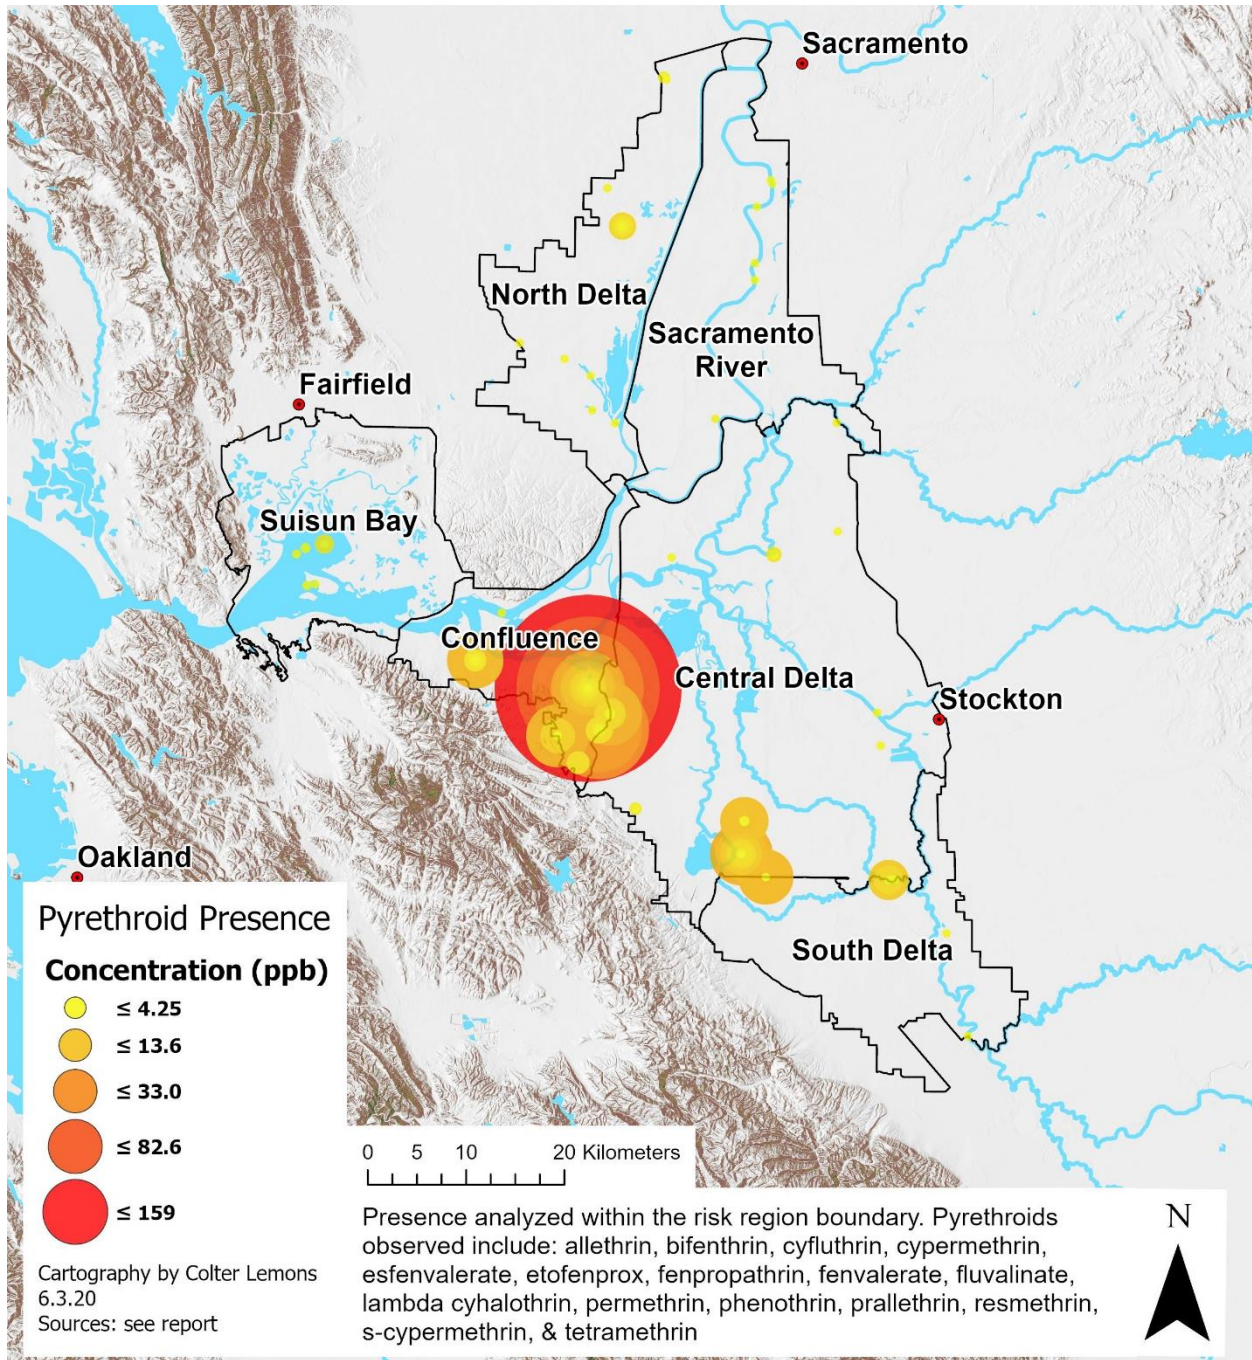 Sacramento
North Delta
Sacramento
River
Fairfield
Suisun Bay
Confluence
Central Delta
Stockton
Oakland
South Delta
Pyrethroid Presence
Concentration (ppb)
≤ 4.25
≤ 13.6
≤ 33.0
≤ 82.6
≤ 159
Cartography by Colter Lemons
6.3.20
Sources: see report
0 5 10 20 Kilometers
Presence analyzed within the risk region boundary. Pyrethroids
observed include: allethrin, bifenthrin, cyfluthrin, cypermethrin,
esfenvalerate, etofenprox, fenpropathrin, fenvalerate, fluvalinate,
lambda cyhalothrin, permethrin, phenothrin, prallethrin, resmethrin,
s-cypermethrin, & tetramethrin
N